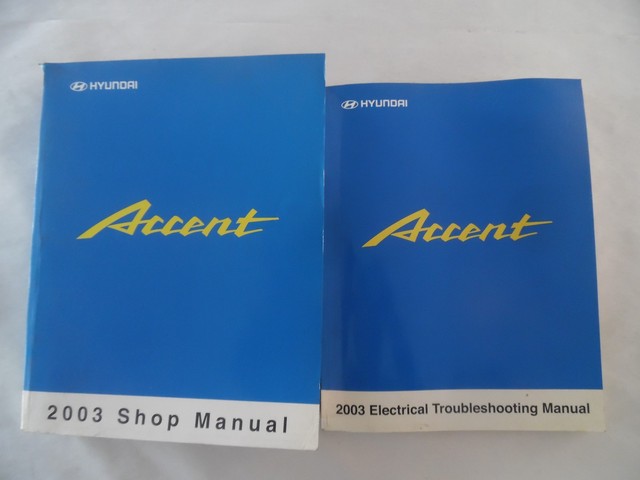 HYUNDAI
Accent
2003 Shop Manual
HYUNDAI
Accent
2003 Electrical Troubleshooting Manual